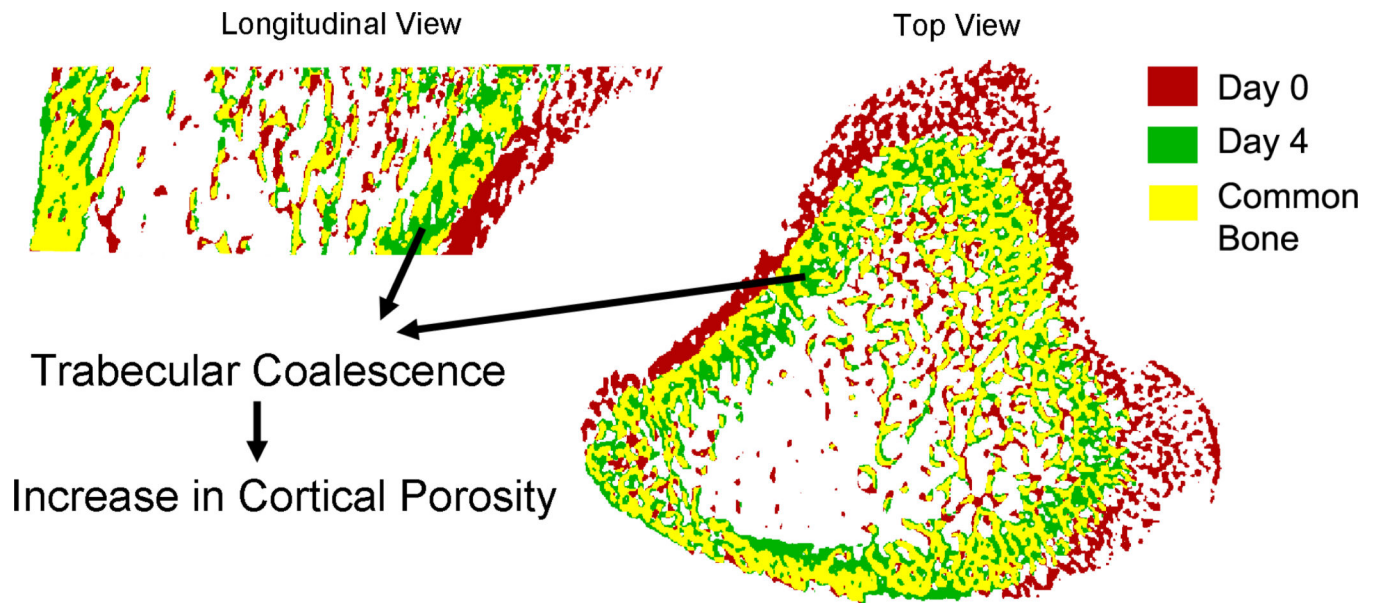 Longitudinal View
Top View
Day 0
Day 4
Common
Bone
Trabecular Coalescence
Increase in Cortical Porosity